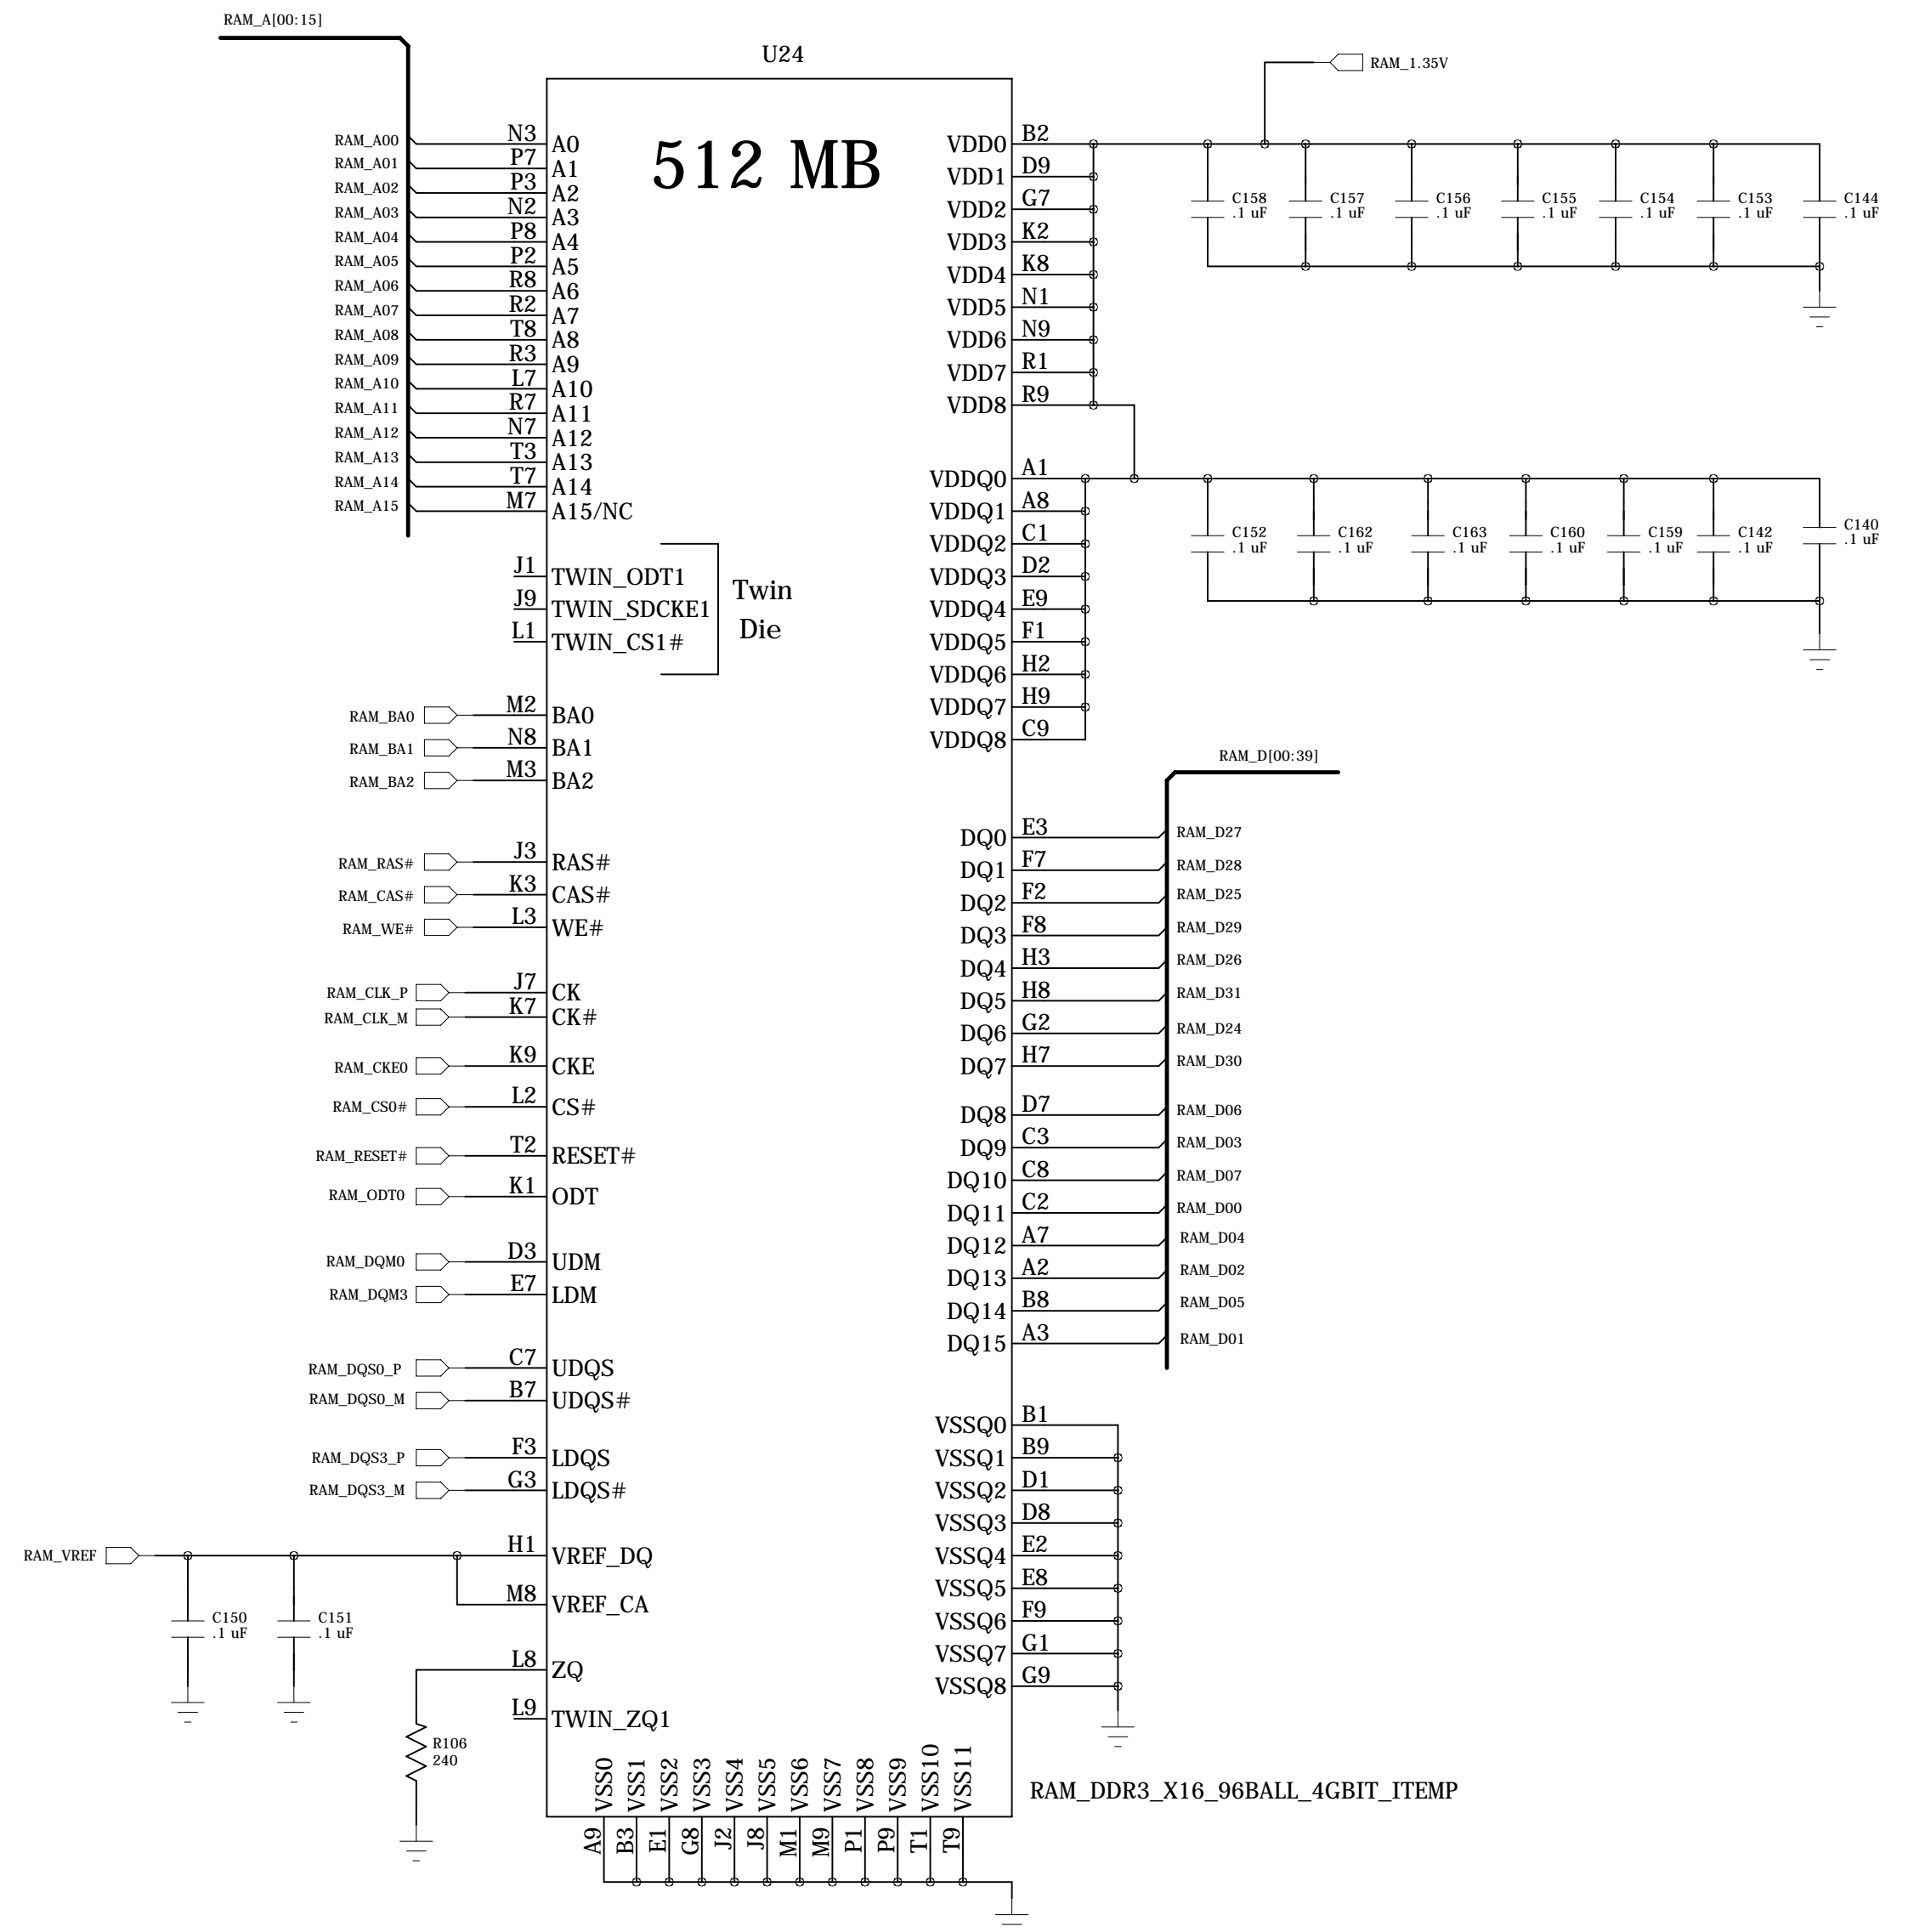 RAM_A[00:15]
U24
512 MB
RAM_1.35V
RAM_A00 N3 A0
RAM_A01 P7 A1
RAM_A02 P3 A2
RAM_A03 N2 A3
RAM_A04 P8 A4
RAM_A05 P2 A5
RAM_A06 R8 A6
RAM_A07 R2 A7
RAM_A08 T8 A8
RAM_A09 R3 A9
RAM_A10 L7 A10
RAM_A11 R7 A11
RAM_A12 N7 A12
RAM_A13 T3 A13
RAM_A14 T7 A14
RAM_A15 M7 A15/NC
J1 TWIN_ODT1
J9 TWIN_SDCKE1
L1 TWIN_CS1#
Twin
Die
RAM_BA0 M2 BA0
RAM_BA1 N8 BA1
RAM_BA2 M3 BA2
RAM_RAS# J3 RAS#
RAM_CAS# K3 CAS#
RAM_WE# L3 WE#
RAM_CLK_P J7 CK
RAM_CLK_M K7 CK#
RAM_CKE0 K9 CKE
RAM_CS0# L2 CS#
RAM_RESET# T2 RESET#
RAM_ODT0 K1 ODT
RAM_DQM0 D3 UDM
RAM_DQM3 E7 LDM
RAM_DQS0_P C7 UDQS
RAM_DQS0_M B7 UDQS#
RAM_DQS3_P F3 LDQS
RAM_DQS3_M G3 LDQS#
RAM_VREF H1 VREF_DQ
M8 VREF_CA
C150
.1 uF
C151
.1 uF
L8 ZQ
L9 TWIN_ZQ1
R106
240
VDD0 B2
VDD1 D9
VDD2 G7
VDD3 K2
VDD4 K8
VDD5 N1
VDD6 N9
VDD7 R1
VDD8 R9
C158
.1 uF
C157
.1 uF
C156
.1 uF
C155
.1 uF
C154
.1 uF
C153
.1 uF
C144
.1 uF
VDDQ0 A1
VDDQ1 A8
VDDQ2 C1
VDDQ3 D2
VDDQ4 E9
VDDQ5 F1
VDDQ6 H2
VDDQ7 H9
VDDQ8 C9
C152
.1 uF
C162
.1 uF
C163
.1 uF
C160
.1 uF
C159
.1 uF
C142
.1 uF
C140
.1 uF
RAM_D[00:39]
DQ0 E3 RAM_D27
DQ1 F7 RAM_D28
DQ2 F2 RAM_D25
DQ3 F8 RAM_D29
DQ4 H3 RAM_D26
DQ5 H8 RAM_D31
DQ6 G2 RAM_D24
DQ7 H7 RAM_D30
DQ8 D7 RAM_D06
DQ9 C3 RAM_D03
DQ10 C8 RAM_D07
DQ11 C2 RAM_D00
DQ12 A7 RAM_D04
DQ13 A2 RAM_D02
DQ14 B8 RAM_D05
DQ15 A3 RAM_D01
VSSQ0 B1
VSSQ1 B9
VSSQ2 D1
VSSQ3 D8
VSSQ4 E2
VSSQ5 E8
VSSQ6 F9
VSSQ7 G1
VSSQ8 G9
VSS0 A9
VSS1 B3
VSS2 E1
VSS3 G8
VSS4 J2
VSS5 J8
VSS6 M1
VSS7 M9
VSS8 P1
VSS9 P9
VSS10 T1
VSS11 T9
RAM_DDR3_X16_96BALL_4GBIT_ITEMP